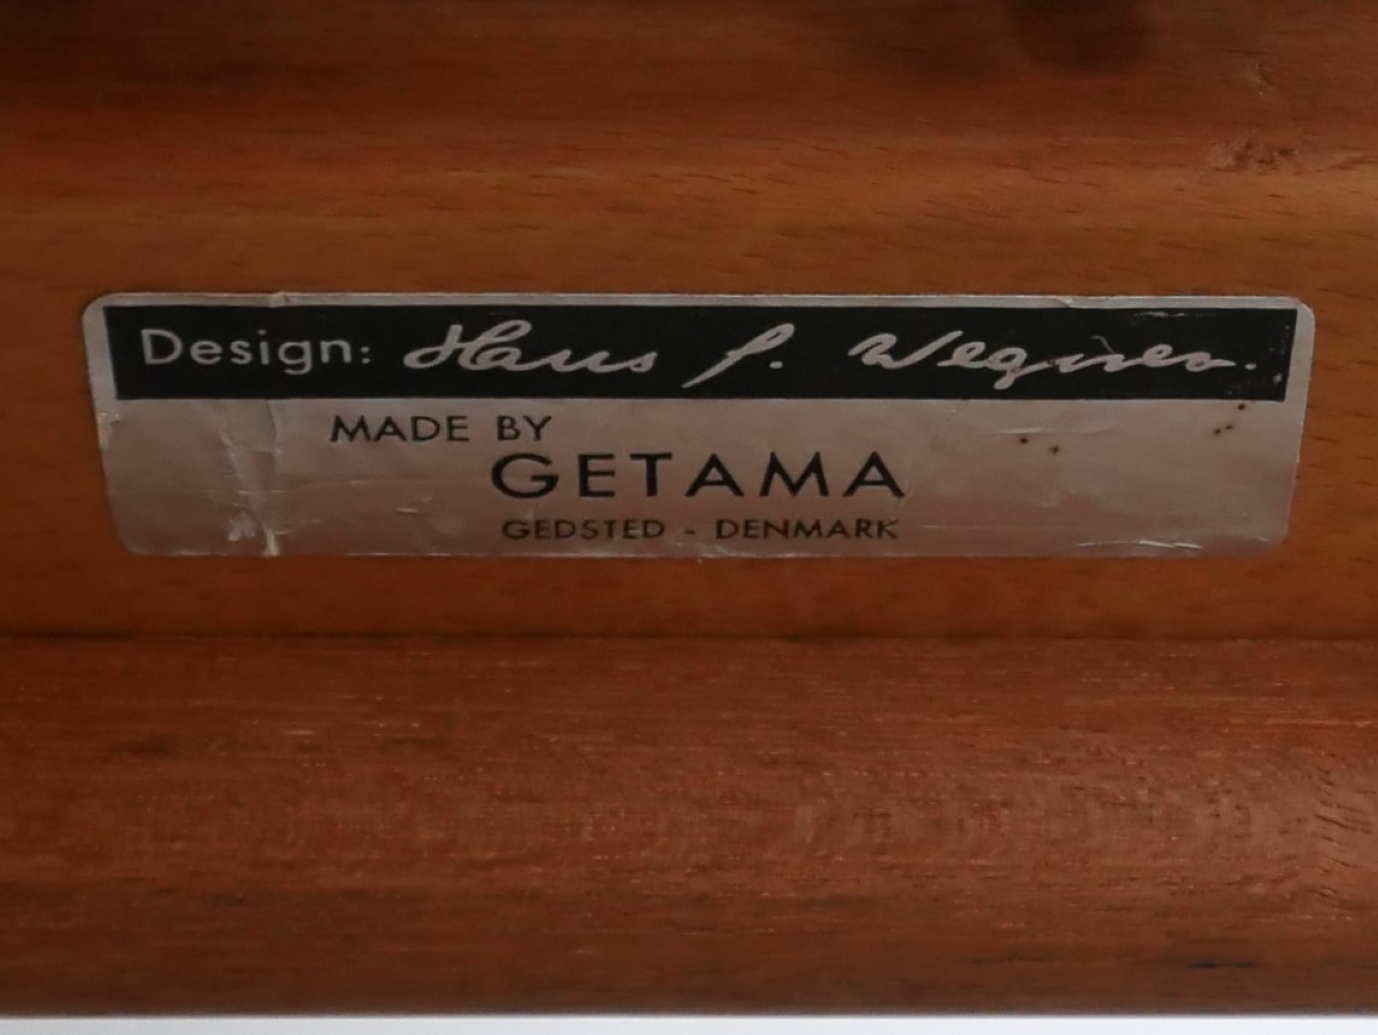 Design: Hans J. Wegner.
MADE BY
GETAMA
GEDSTED - DENMARK